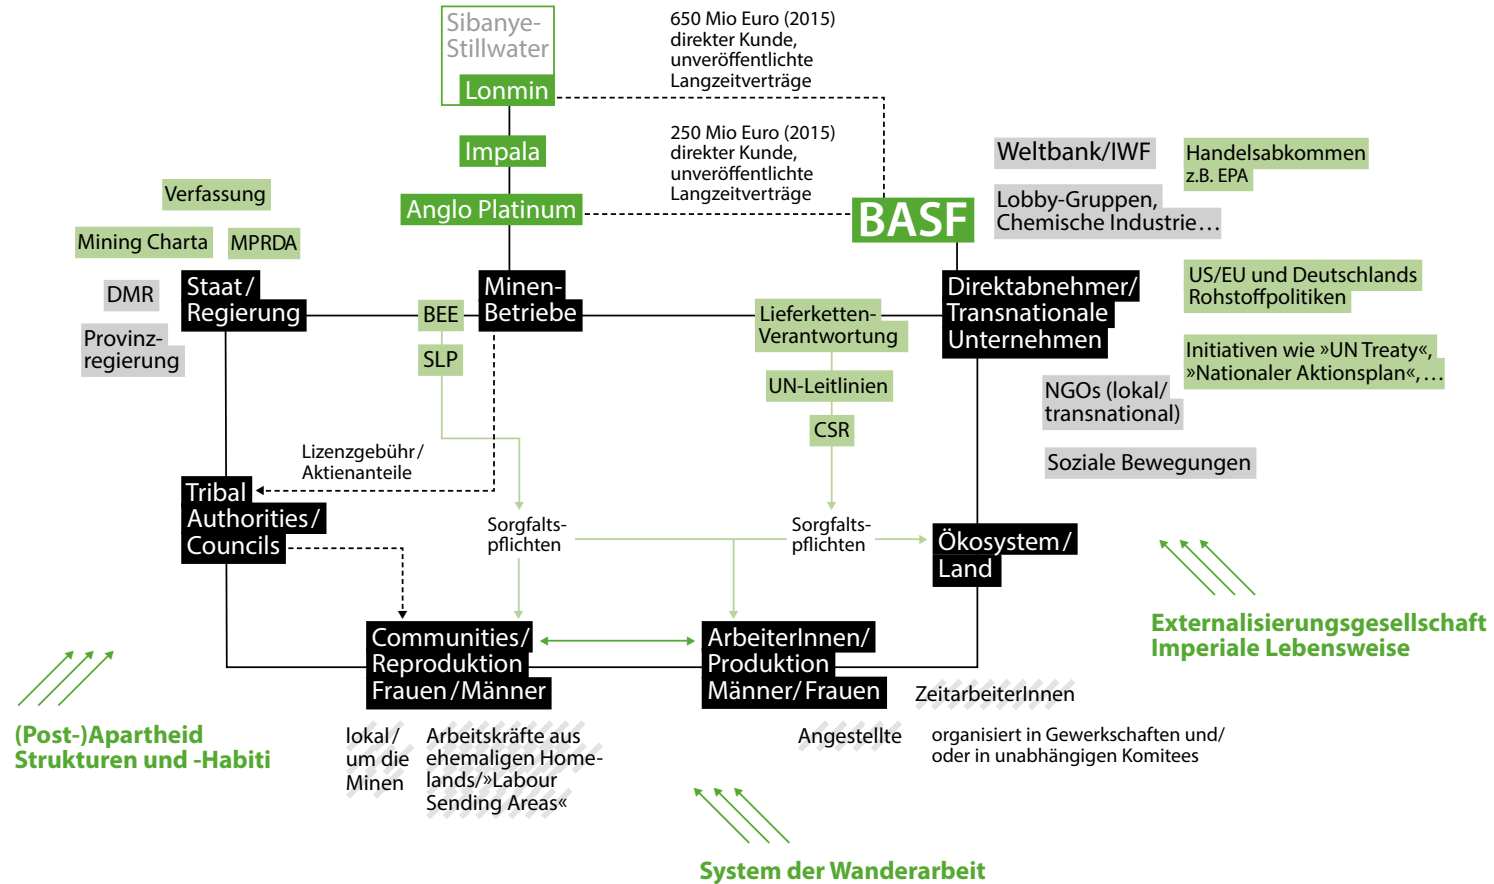 Sibanye-
Stillwater
Lonmin
650 Mio Euro (2015)
direkter Kunde,
unveröffentlichte
Langzeitverträge
Impala
250 Mio Euro (2015)
direkter Kunde,
unveröffentlichte
Langzeitverträge
Anglo Platinum
BASF
Weltbank/IWF
Handelsabkommen
z.B. EPA
Lobby-Gruppen,
Chemische Industrie…
Verfassung
Mining Charta
MPRDA
DMR
Provinz-
regierung
Staat/
Regierung
BEE
SLP
Minen-
Betriebe
Lieferketten-
Verantwortung
UN-Leitlinien
CSR
Direktabnehmer/
Transnationale
Unternehmen
US/EU und Deutschlands
Rohstoffpolitiken
Initiativen wie »UN Treaty«,
»Nationaler Aktionsplan«,…
NGOs (lokal/
transnational)
Soziale Bewegungen
Lizenzgebühr/
Aktienanteile
Tribal
Authorities/
Councils
Sorgfalts-
pflichten
Sorgfalts-
pflichten
Ökosystem/
Land
Communities/
Reproduktion
Frauen/Männer
ArbeiterInnen/
Produktion
Männer/Frauen
Externalisierungsgesellschaft
Imperiale Lebensweise
(Post-)Apartheid
Strukturen und -Habiti
lokal/
um die
Minen
Arbeitskräfte aus
ehemaligen Home-
lands/»Labour
Sending Areas«
ZeitarbeiterInnen
Angestellte
organisiert in Gewerkschaften und/
oder in unabhängigen Komitees
System der Wanderarbeit